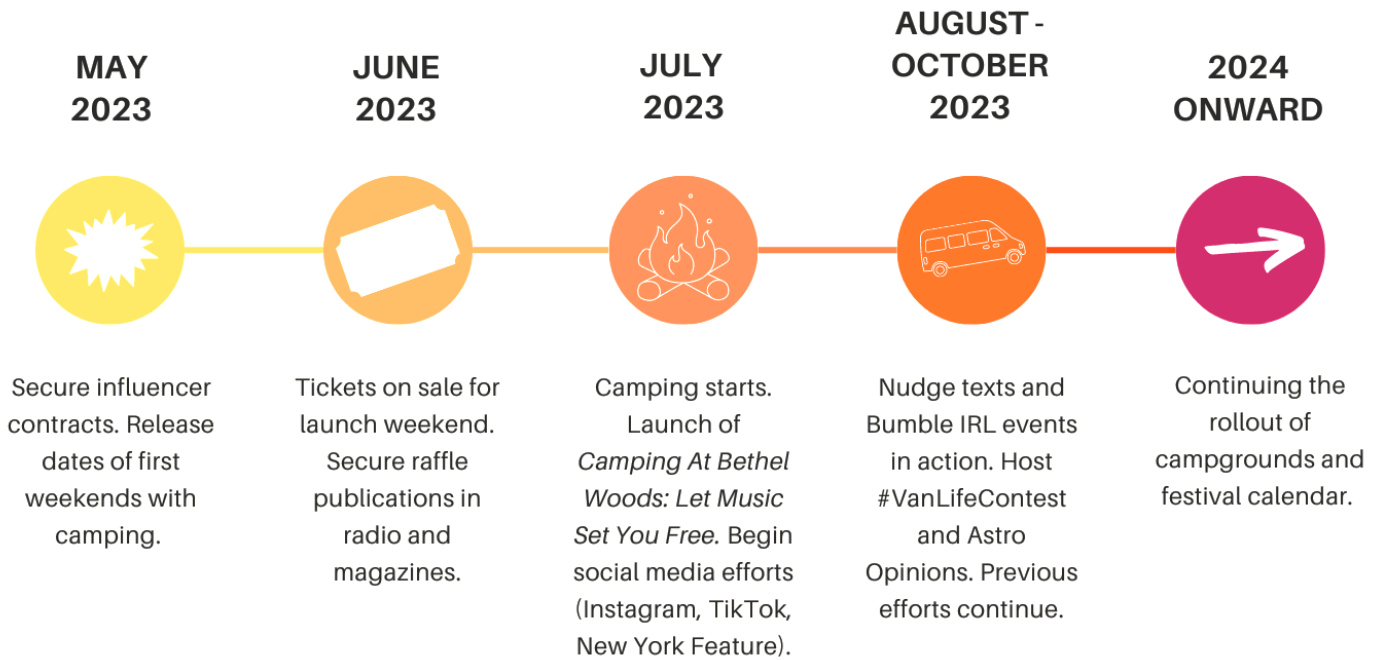 MAY
2023
Secure influencer
contracts. Release
dates of first
weekends with
camping.
JUNE
2023
Tickets on sale for
launch weekend.
Secure raffle
publications in
radio and
magazines.
JULY
2023
Camping starts.
Launch of
Camping At Bethel
Woods: Let Music
Set You Free. Begin
social media efforts
(Instagram, TikTok,
New York Feature).
AUGUST -
OCTOBER
2023
Nudge texts and
Bumble IRL events
in action. Host
#VanLifeContest
and Astro
Opinions. Previous
efforts continue.
2024
ONWARD
Continuing the
rollout of
campgrounds and
festival calendar.